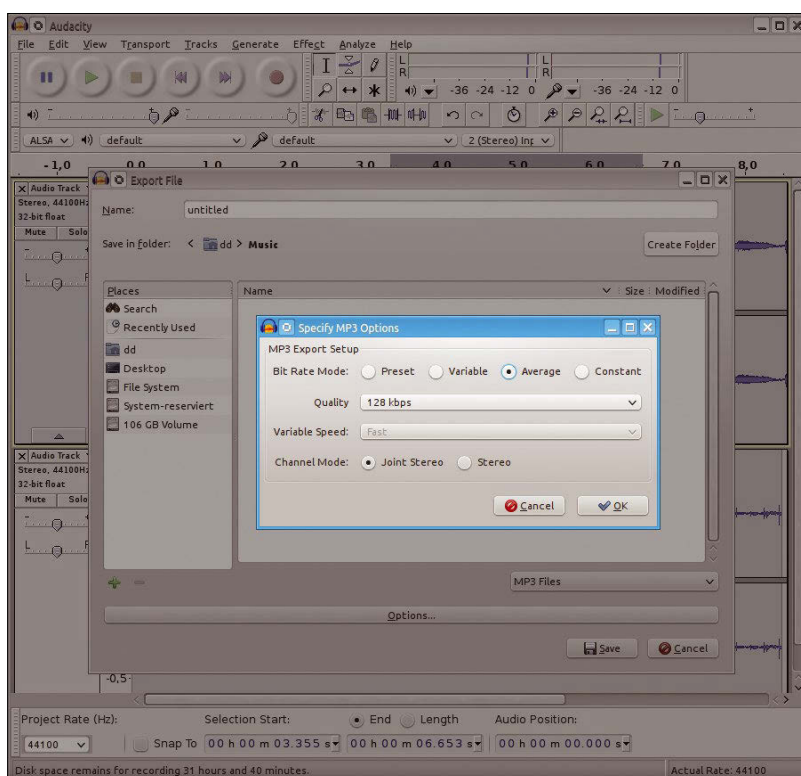 Audacity
File Edit View Transport Tracks Generate Effect Analyze Help
L
R
L
R
-36 -24 -12 0
-36 -24 -12 0
ALSA default default 2 (Stereo) Inp
-1,0 0,0 1,0 2,0 3,0 4,0 5,0 6,0 7,0 8,0
Audio Track
Stereo, 44100Hz
32-bit float
Mute Solo
- +
L
Export File
Name: untitled
Save in folder: < dd > Music
Create Folder
Places
Search
Recently Used
dd
Desktop
File System
System-reserviert
106 GB Volume
Name Size Modified
Specify MP3 Options
MP3 Export Setup
Bit Rate Mode: Preset Variable Average Constant
Quality 128 kbps
Variable Speed: Fast
Channel Mode: Joint Stereo Stereo
Cancel OK
Audio Track
Stereo, 44100Hz
32-bit float
Mute Solo
- +
L
MP3 Files
Options...
Save Cancel
-0,5
Project Rate (Hz): Selection Start: End Length Audio Position:
44100 Snap To 00 h 00 m 03.355 s 00 h 00 m 06.653 s 00 h 00 m 00.000 s
Disk space remains for recording 31 hours and 40 minutes.
Actual Rate: 44100